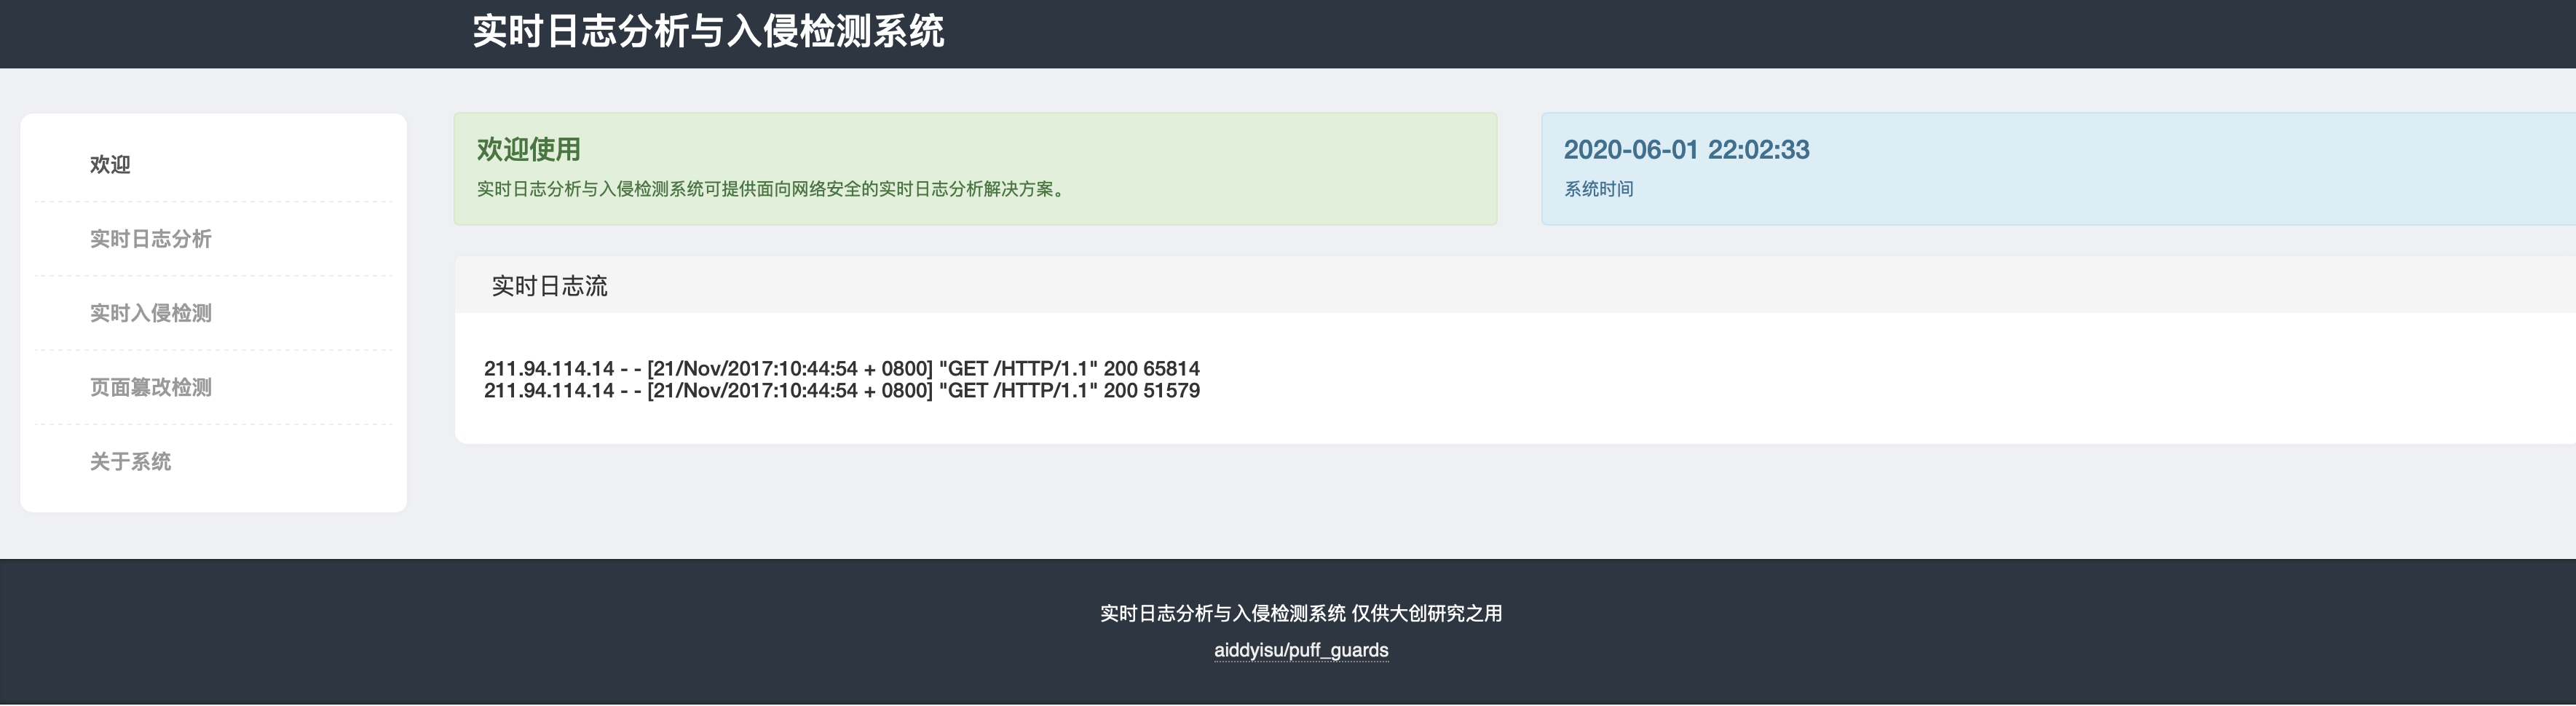 实时日志分析与入侵检测系统
欢迎
实时日志分析
实时入侵检测
页面篡改检测
关于系统
欢迎使用
实时日志分析与入侵检测系统可提供面向网络安全的实时日志分析解决方案。
2020-06-01 22:02:33
系统时间
实时日志流
211.94.114.14 - - [21/Nov/2017:10:44:54 + 0800] "GET /HTTP/1.1" 200 65814
211.94.114.14 - - [21/Nov/2017:10:44:54 + 0800] "GET /HTTP/1.1" 200 51579
实时日志分析与入侵检测系统 仅供大创研究之用
aiddyisu/puff_guards